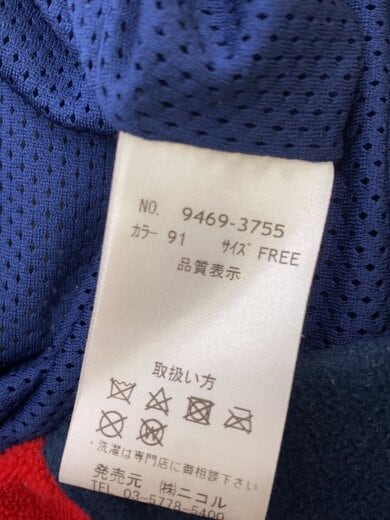 NO. 9469-3755
カラー 91 サイズ FREE
品質表示
取扱い方
・洗濯は専門店に御相談下さい
発売元 ㈱ニコル
TEL 03-5778-5400